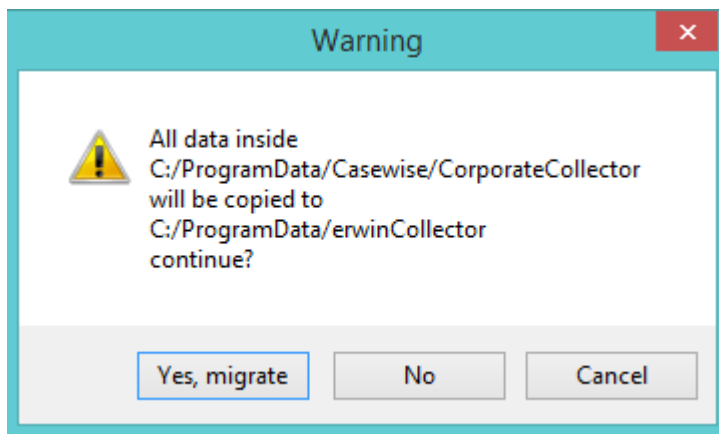 Warning
All data inside
C:/ProgramData/Casewise/CorporateCollector
will be copied to
C:/ProgramData/erwinCollector
continue?
Yes, migrate
No
Cancel